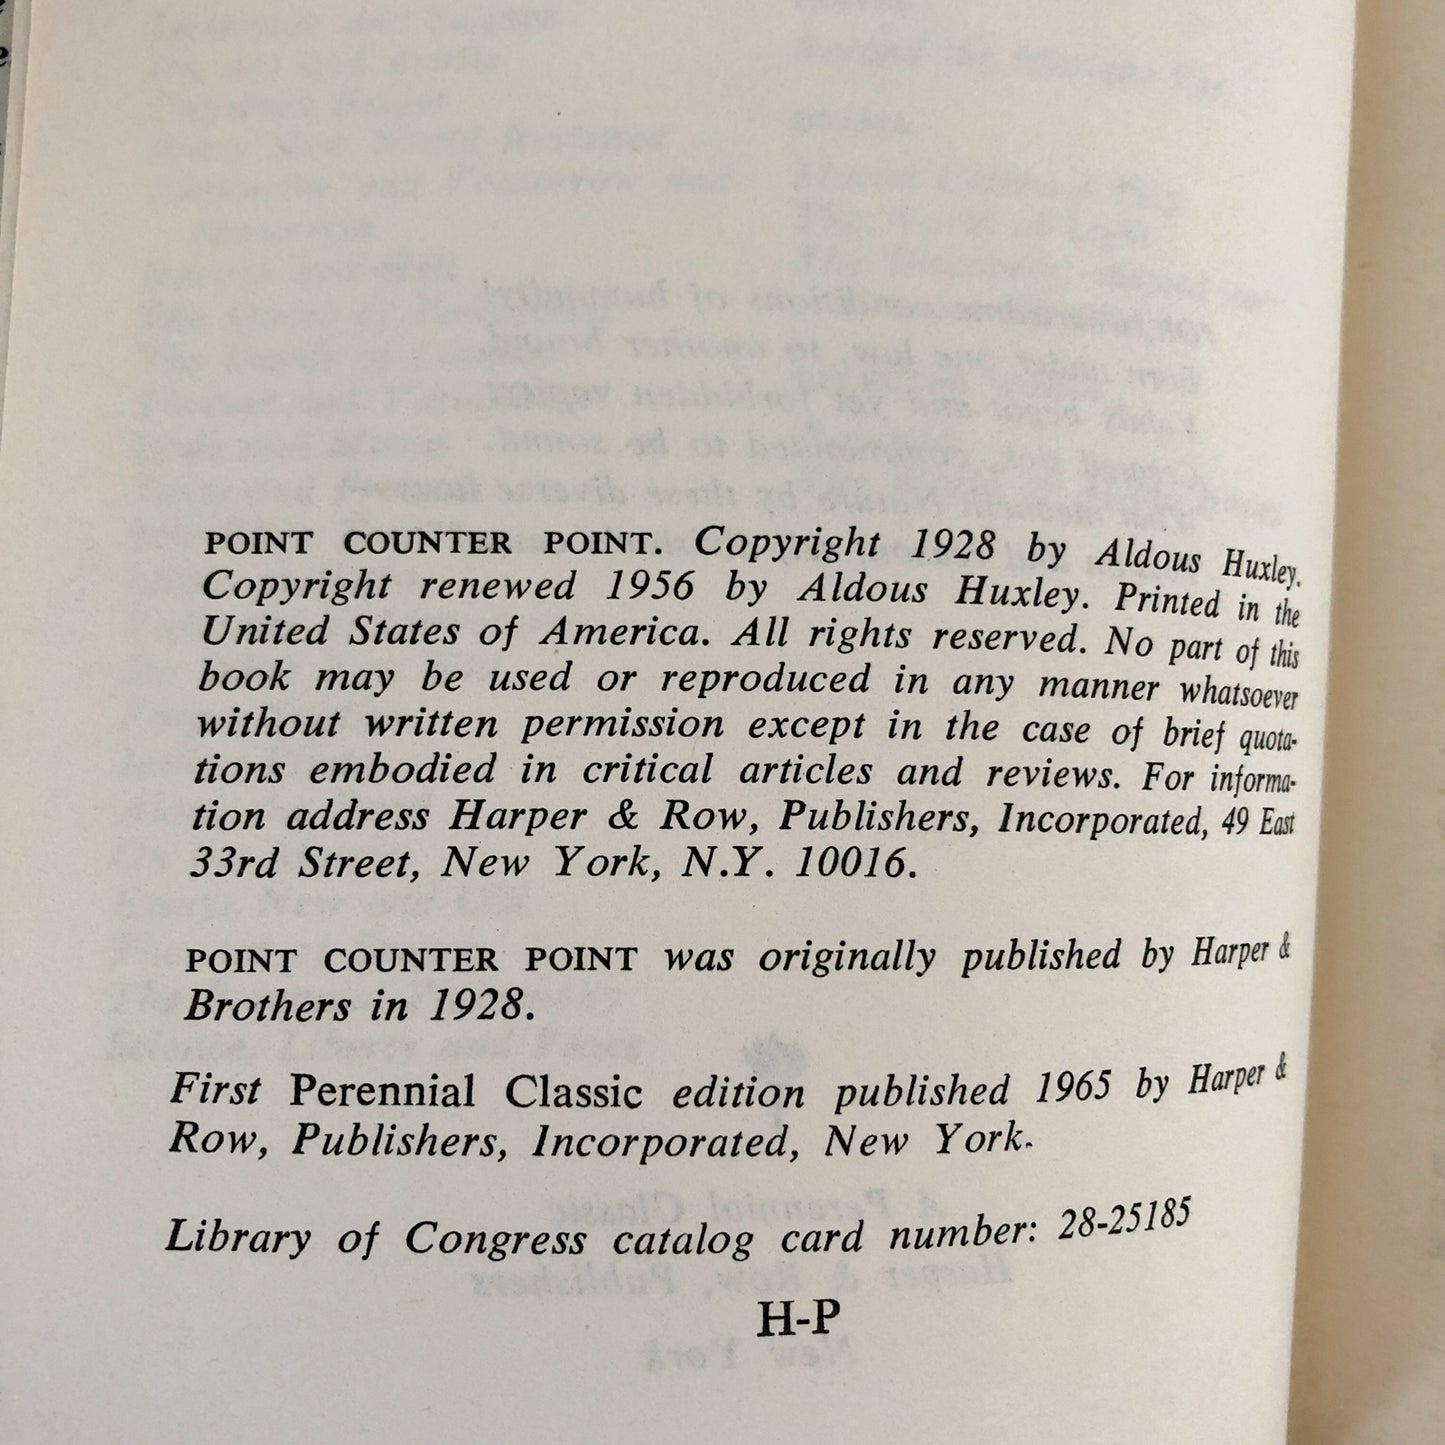 POINT COUNTER POINT. Copyright 1928 by Aldous Huxley.
Copyright renewed 1956 by Aldous Huxley. Printed in the
United States of America. All rights reserved. No part of this
book may be used or reproduced in any manner whatsoever
without written permission except in the case of brief quota-
tions embodied in critical articles and reviews. For informa-
tion address Harper & Row, Publishers, Incorporated, 49 East
33rd Street, New York, N.Y. 10016.
POINT COUNTER POINT was originally published by Harper &
Brothers in 1928.
First Perennial Classic edition published 1965 by Harper &
Row, Publishers, Incorporated, New York.
Library of Congress catalog card number: 28-25185
H-P